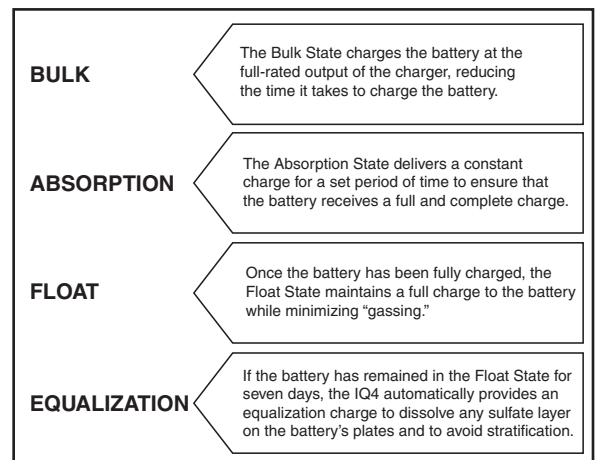 BULK
The Bulk State charges the battery at the
full-rated output of the charger, reducing
the time it takes to charge the battery.
ABSORPTION
The Absorption State delivers a constant
charge for a set period of time to ensure that
the battery receives a full and complete charge.
FLOAT
Once the battery has been fully charged, the
Float State maintains a full charge to the battery
while minimizing “gassing.”
EQUALIZATION
If the battery has remained in the Float State for
seven days, the IQ4 automatically provides an
equalization charge to dissolve any sulfate layer
on the battery’s plates and to avoid stratification.